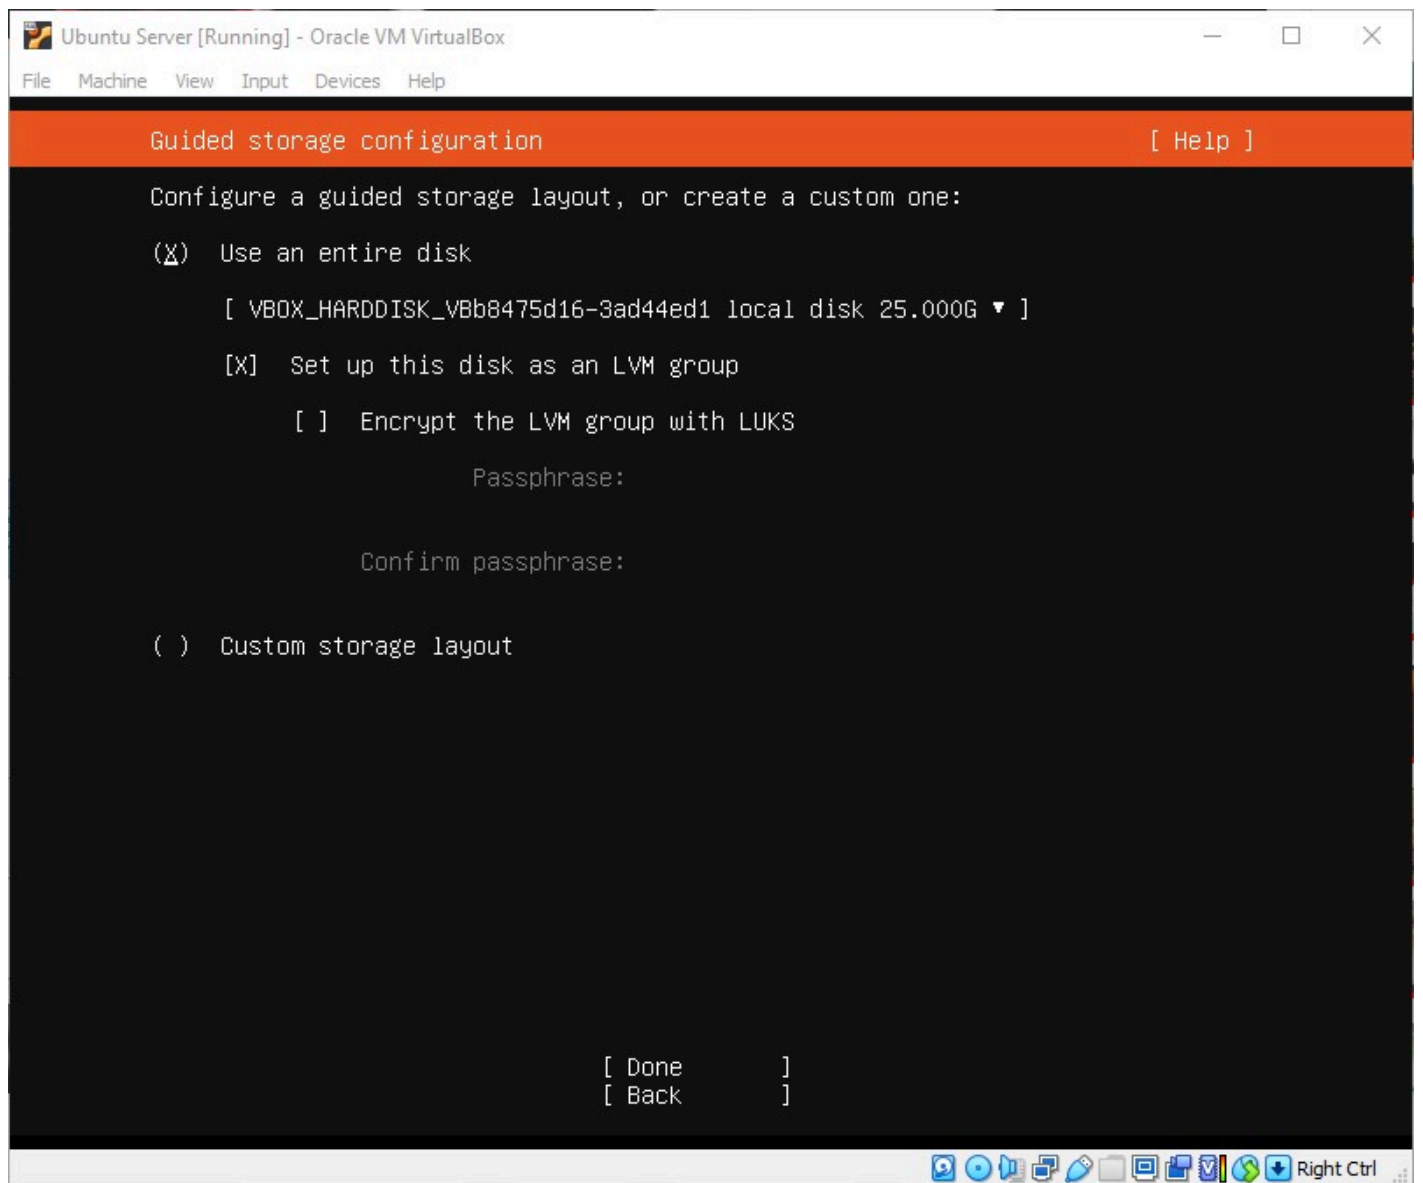 Ubuntu Server [Running] - Oracle VM VirtualBox
File Machine View Input Devices Help
Guided storage configuration [ Help ]
Configure a guided storage layout, or create a custom one:
(X) Use an entire disk
[ VBOX_HARDDISK_VBb8475d16-3ad44ed1 local disk 25.000G ▾ ]
[X] Set up this disk as an LVM group
[ ] Encrypt the LVM group with LUKS
Passphrase:
Confirm passphrase:
( ) Custom storage layout
[ Done ]
[ Back ]
Right Ctrl